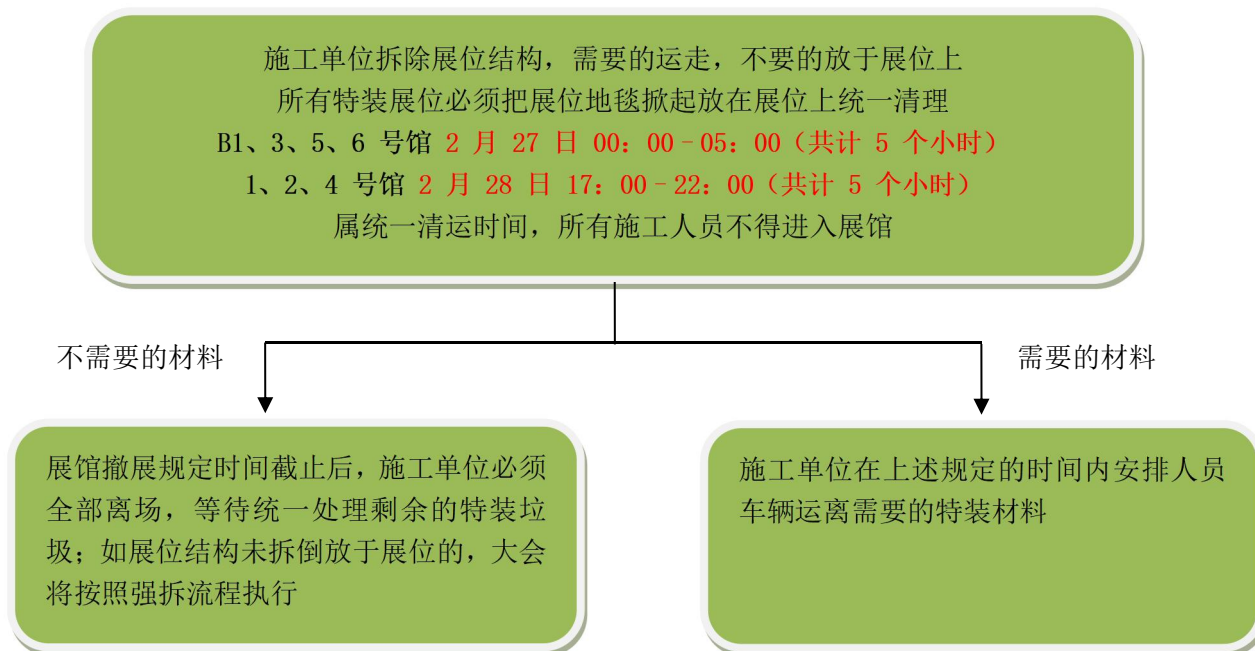 施工单位拆除展位结构，需要的运走，不要的放于展位上
所有特装展位必须把展位地毯掀起放在展位上统一清理
B1、3、5、6 号馆 2 月 27 日 00：00–05：00（共计 5 个小时）
1、2、4 号馆 2 月 28 日 17：00–22：00（共计 5 个小时）
属统一清运时间，所有施工人员不得进入展馆
不需要的材料
需要的材料
展馆撤展规定时间截止后，施工单位必须
全部离场，等待统一处理剩余的特装垃
圾；如展位结构未拆倒放于展位的，大会
将按照强拆流程执行
施工单位在上述规定的时间内安排人员
车辆运离需要的特装材料